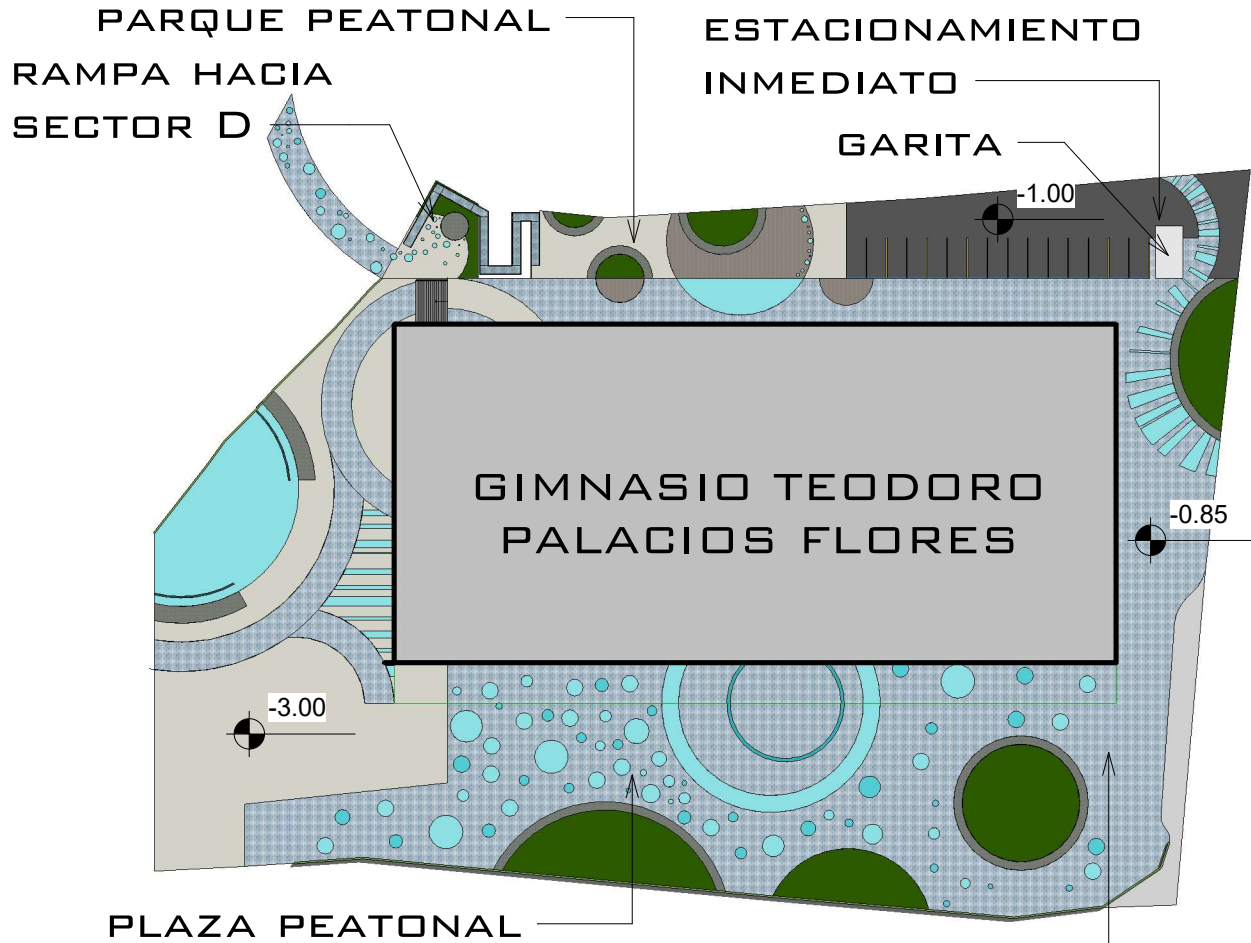 PARQUE PEATONAL
ESTACIONAMIENTO
INMEDIATO
RAMPA HACIA
SECTOR D
GARITA
-1.00
GIMNASIO TEODORO
PALACIOS FLORES
-0.85
-3.00
PLAZA PEATONAL